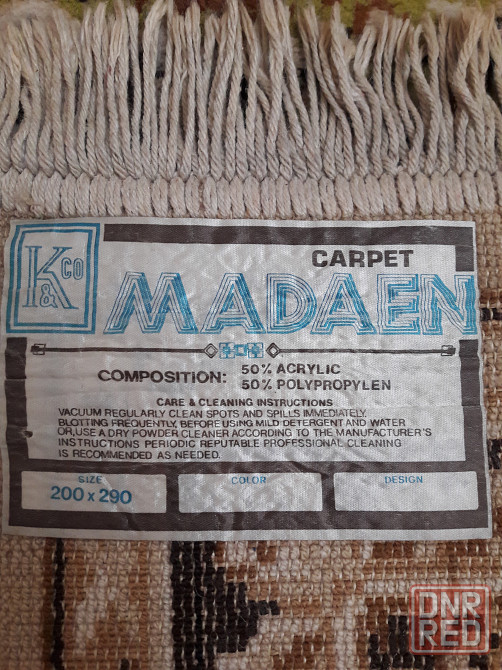 K&CO
CARPET
MADAEN
COMPOSITION: 50% ACRYLIC
50% POLYPROPYLEN
CARE & CLEANING INSTRUCTIONS
VACUUM REGULARLY CLEAN SPOTS AND SPILLS IMMEDIATELY.
BLOTTING FREQUENTLY, BEFORE USING MILD DETERGENT AND WATER
OR, USE A DRY POWDER CLEANER ACCORDING TO THE MANUFACTURER'S
INSTRUCTIONS PERIODIC REPUTABLE PROFESSIONAL CLEANING
IS RECOMMENDED AS NEEDED.
SIZE COLOR DESIGN
200 x 290
DNR
RED